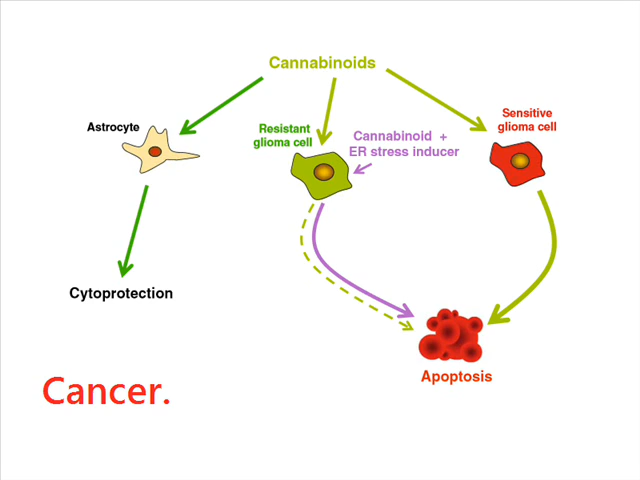 Cannabinoids
Astrocyte
Resistant
glioma cell
Cannabinoid +
ER stress inducer
Sensitive
glioma cell
Cytoprotection
Apoptosis
Cancer.